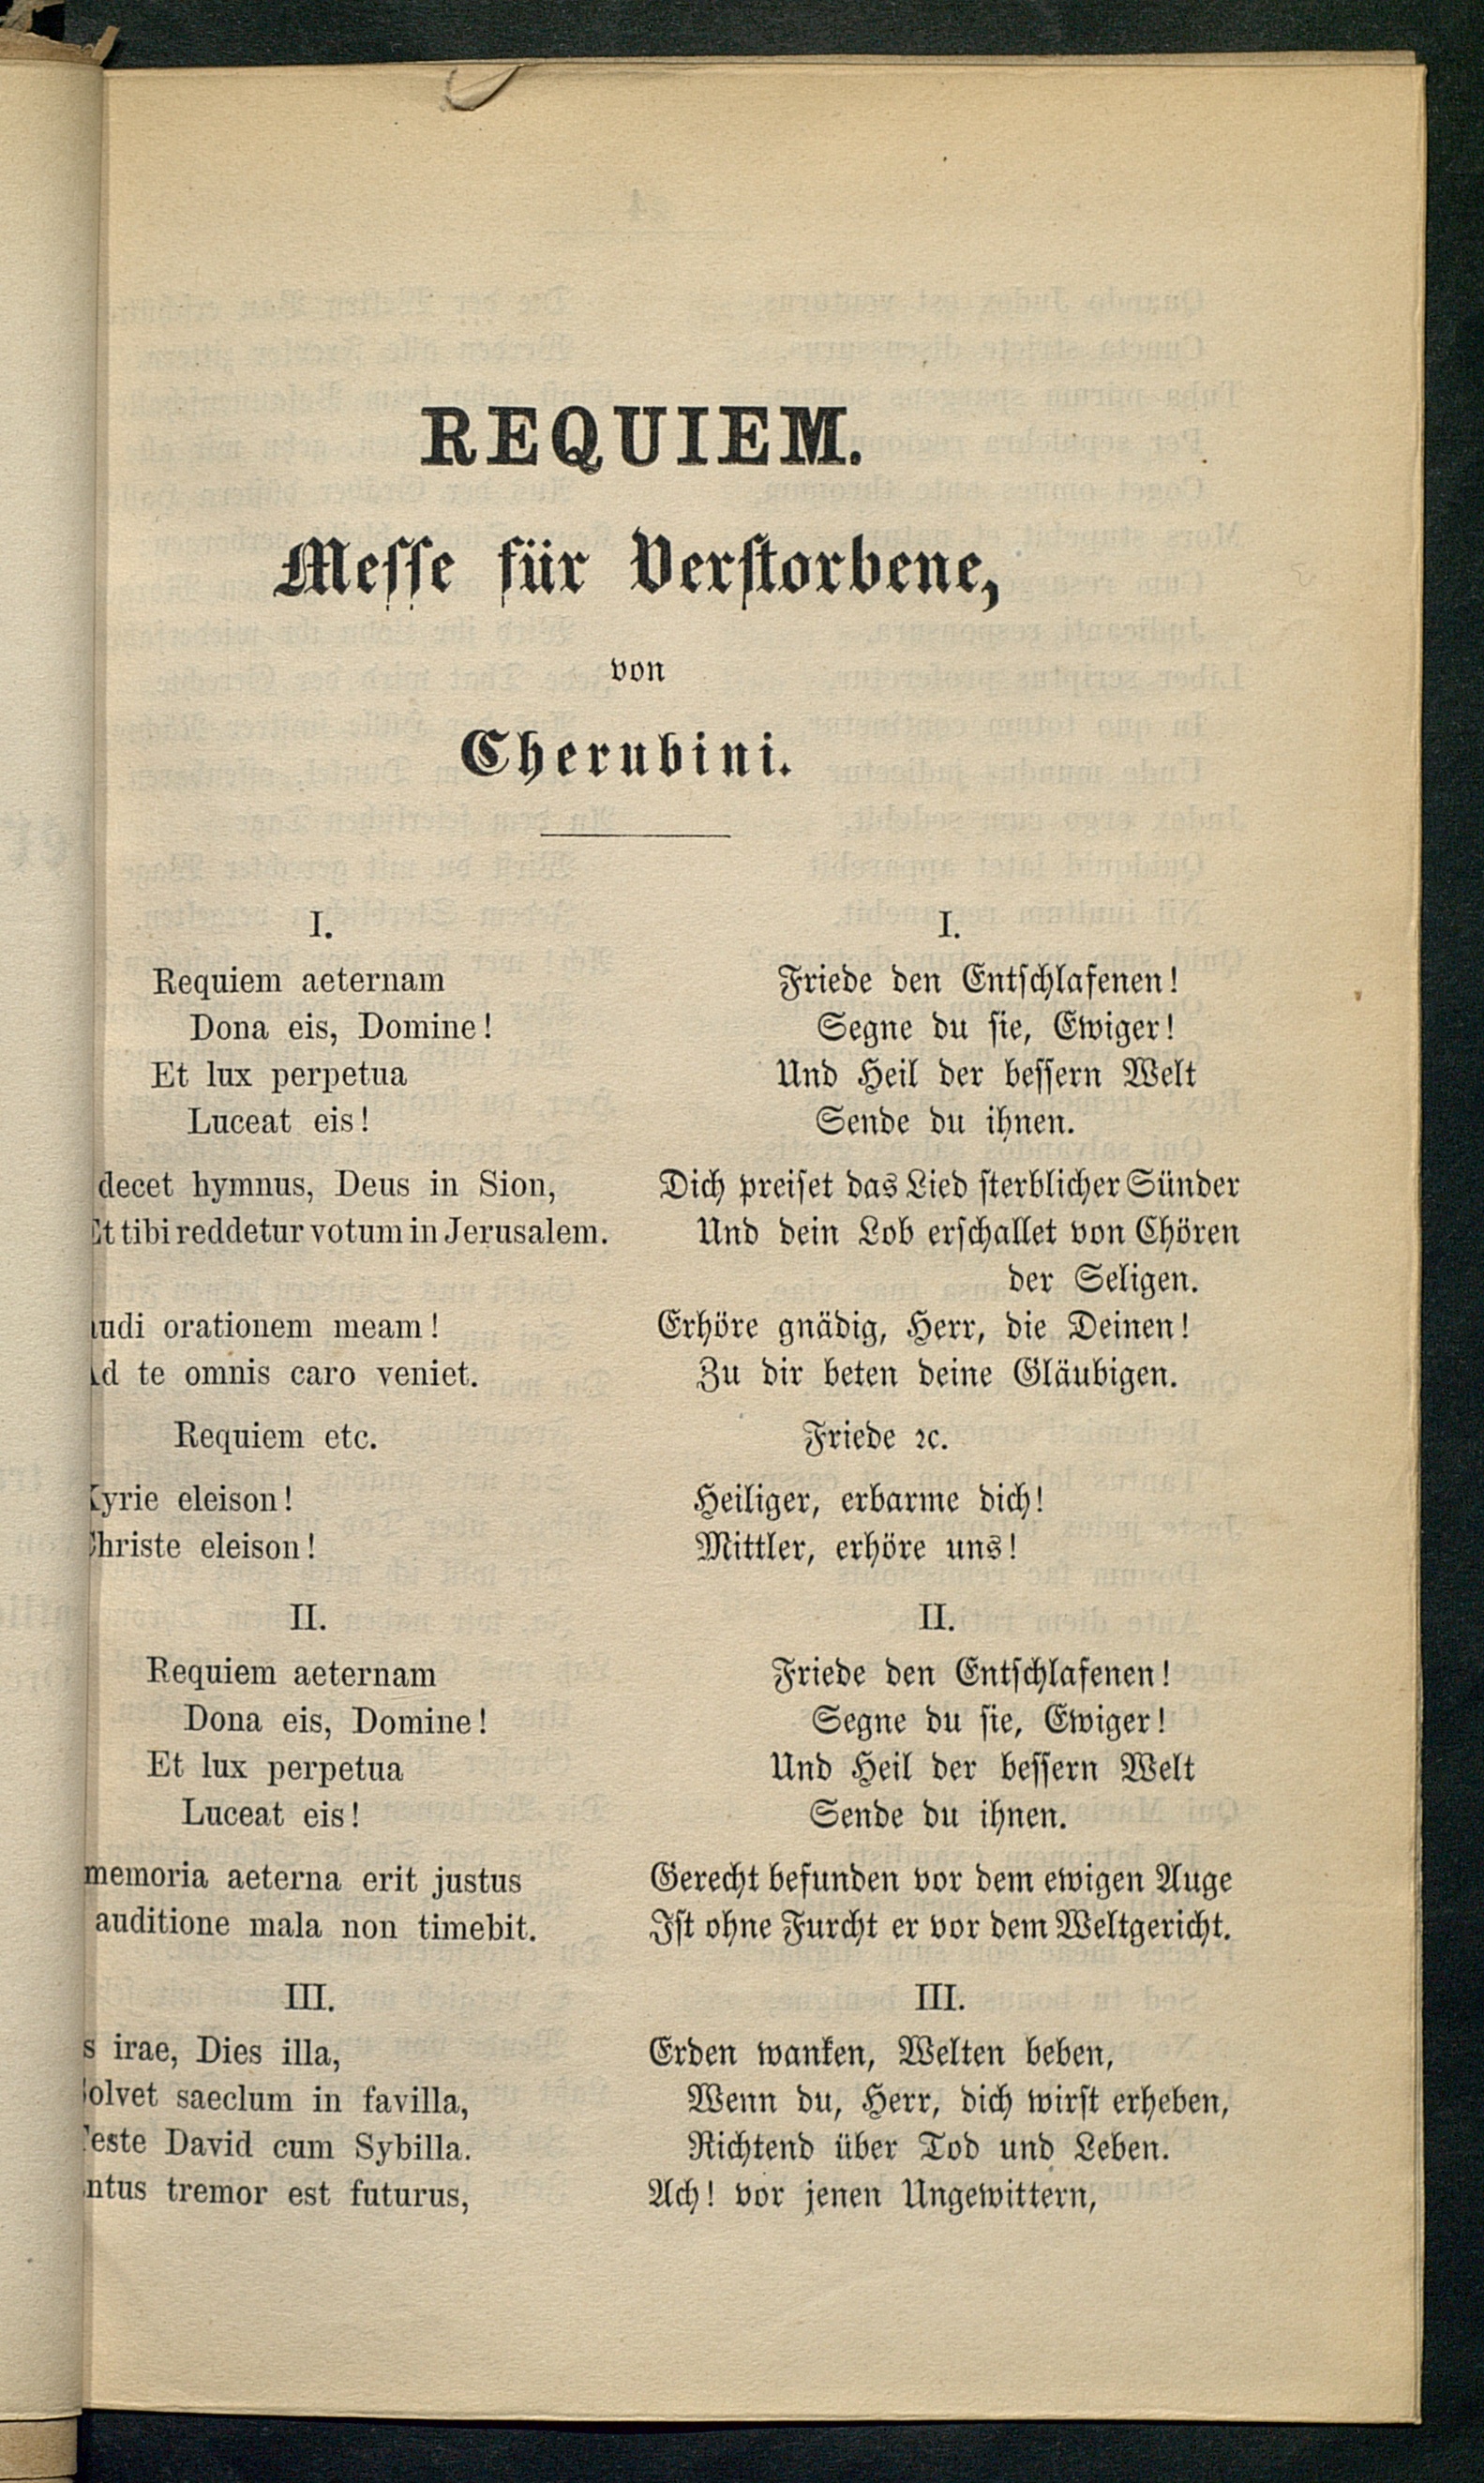 REQUIEM.
Messe für Verstorbene,
von
Cherubini.
I.
Requiem aeternam
Dona eis, Domine!
Et lux perpetua
Luceat eis!
decet hymnus, Deus in Sion,
Et tibi reddetur votum in Jerusalem.
orationem meam!
te omnis caro veniet.
Requiem etc.
Kyrie eleison!
Christe eleison!
II.
Requiem aeternam
Dona eis, Domine!
Et lux perpetua
Luceat eis!
memoria aeterna erit justus
auditione mala non timebit.
III.
irae, Dies illa,
Solvet saeclum in favilla,
Teste David cum Sybilla.
tremor est futurus,
I.
Friede den Entschlafenen!
Segne du sie, Ewiger!
Und Heil der bessern Welt
Sende du ihnen.
Dich preiset das Lied sterblicher Sünder
Und dein Lob erschallet von Chören
der Seligen.
Erhöre gnädig, Herr, die Deinen!
Zu dir beten deine Gläubigen.
Friede ꝛc.
Heiliger, erbarme dich!
Mittler, erhöre uns!
II.
Friede den Entschlafenen!
Segne du sie, Ewiger!
Und Heil der bessern Welt
Sende du ihnen.
Gerecht befunden vor dem ewigen Auge
Ist ohne Furcht er vor dem Weltgericht.
III.
Erden wanken, Welten beben,
Wenn du, Herr, dich wirst erheben,
Richtend über Tod und Leben.
Ach! vor jenen Ungewittern,